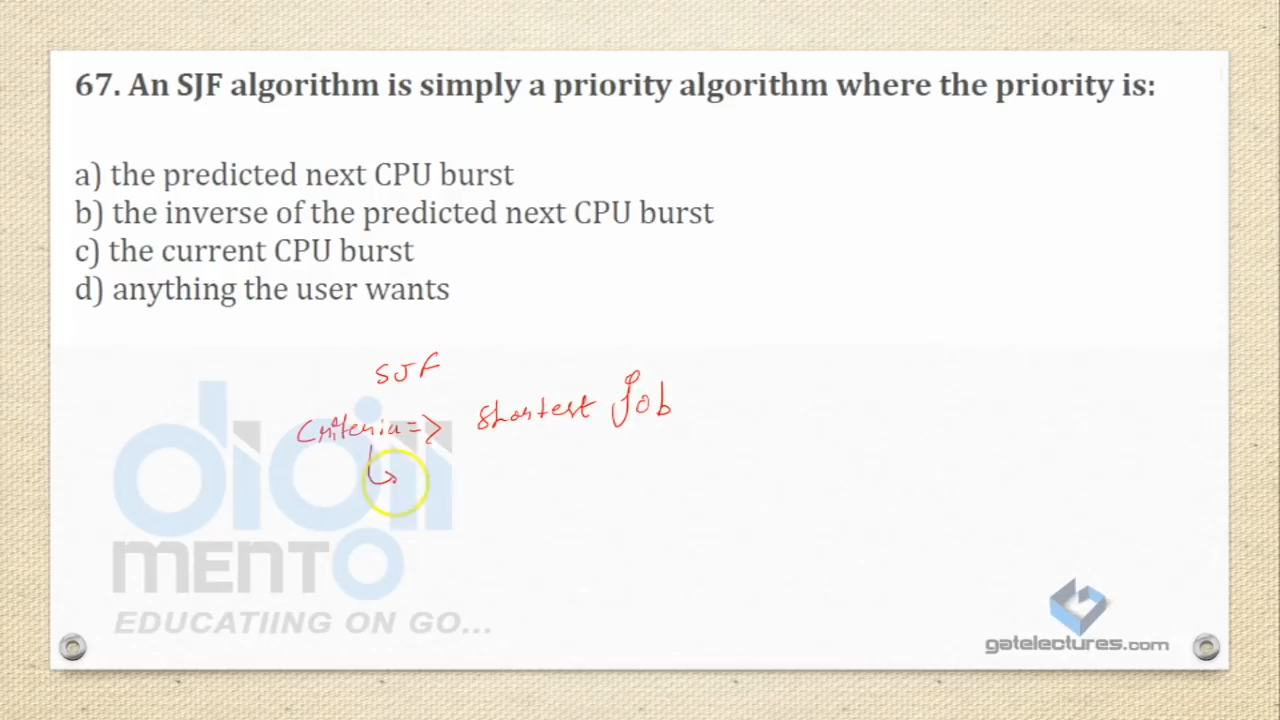 67. An SJF algorithm is simply a priority algorithm where the priority is:
a) the predicted next CPU burst
b) the inverse of the predicted next CPU burst
c) the current CPU burst
d) anything the user wants
SJF
Criteria => Shortest Job
digii
MENTO
EDUCATIING ON GO...
gatelectures.com